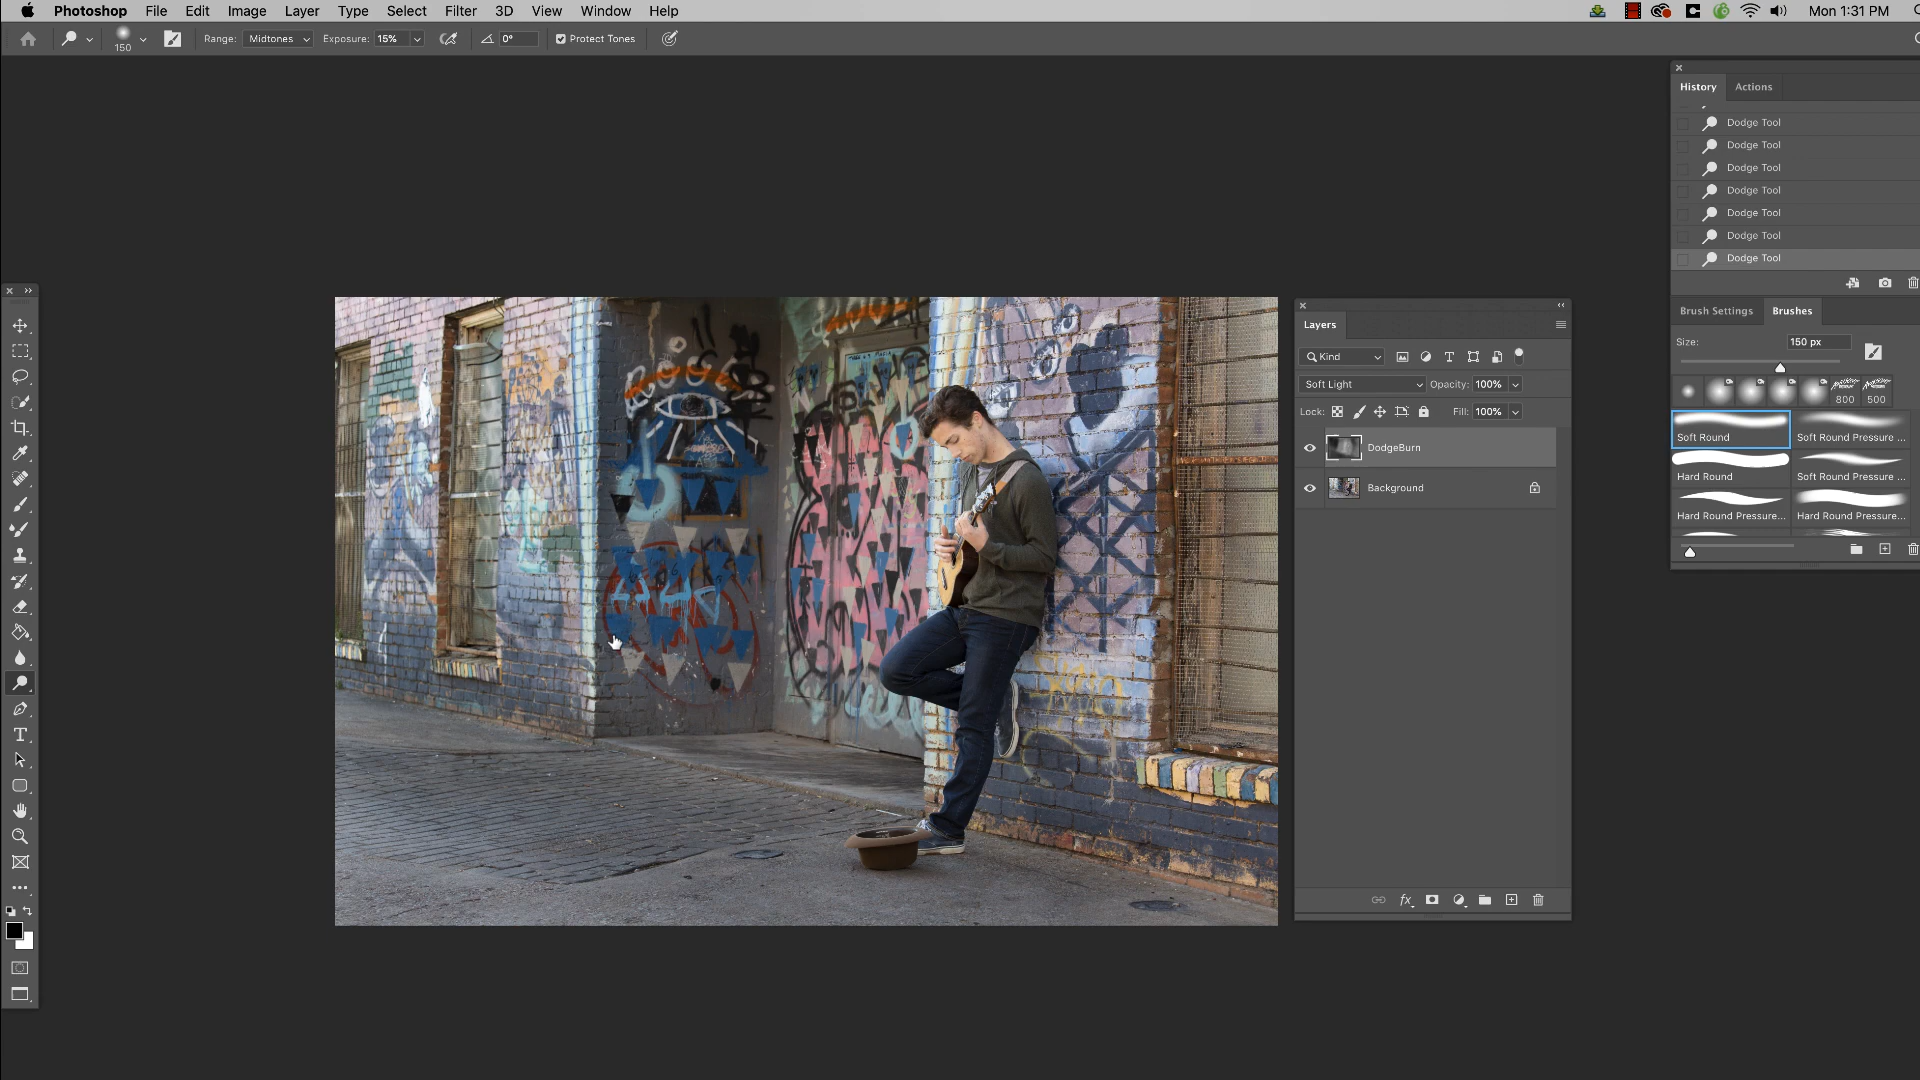 Photoshop File Edit Image Layer Type Select Filter 3D View Window Help Mon 1:31 PM
150 Range: Midtones Exposure: 15% 0° Protect Tones
History Actions
Dodge Tool
Dodge Tool
Dodge Tool
Dodge Tool
Dodge Tool
Dodge Tool
Dodge Tool
Brush Settings Brushes
Size: 150 px
800 500
Soft Round Soft Round Pressure ...
Hard Round Soft Round Pressure ...
Hard Round Pressure... Hard Round Pressure...
Layers
Kind
Soft Light Opacity: 100%
Lock: Fill: 100%
DodgeBurn
Background
fx